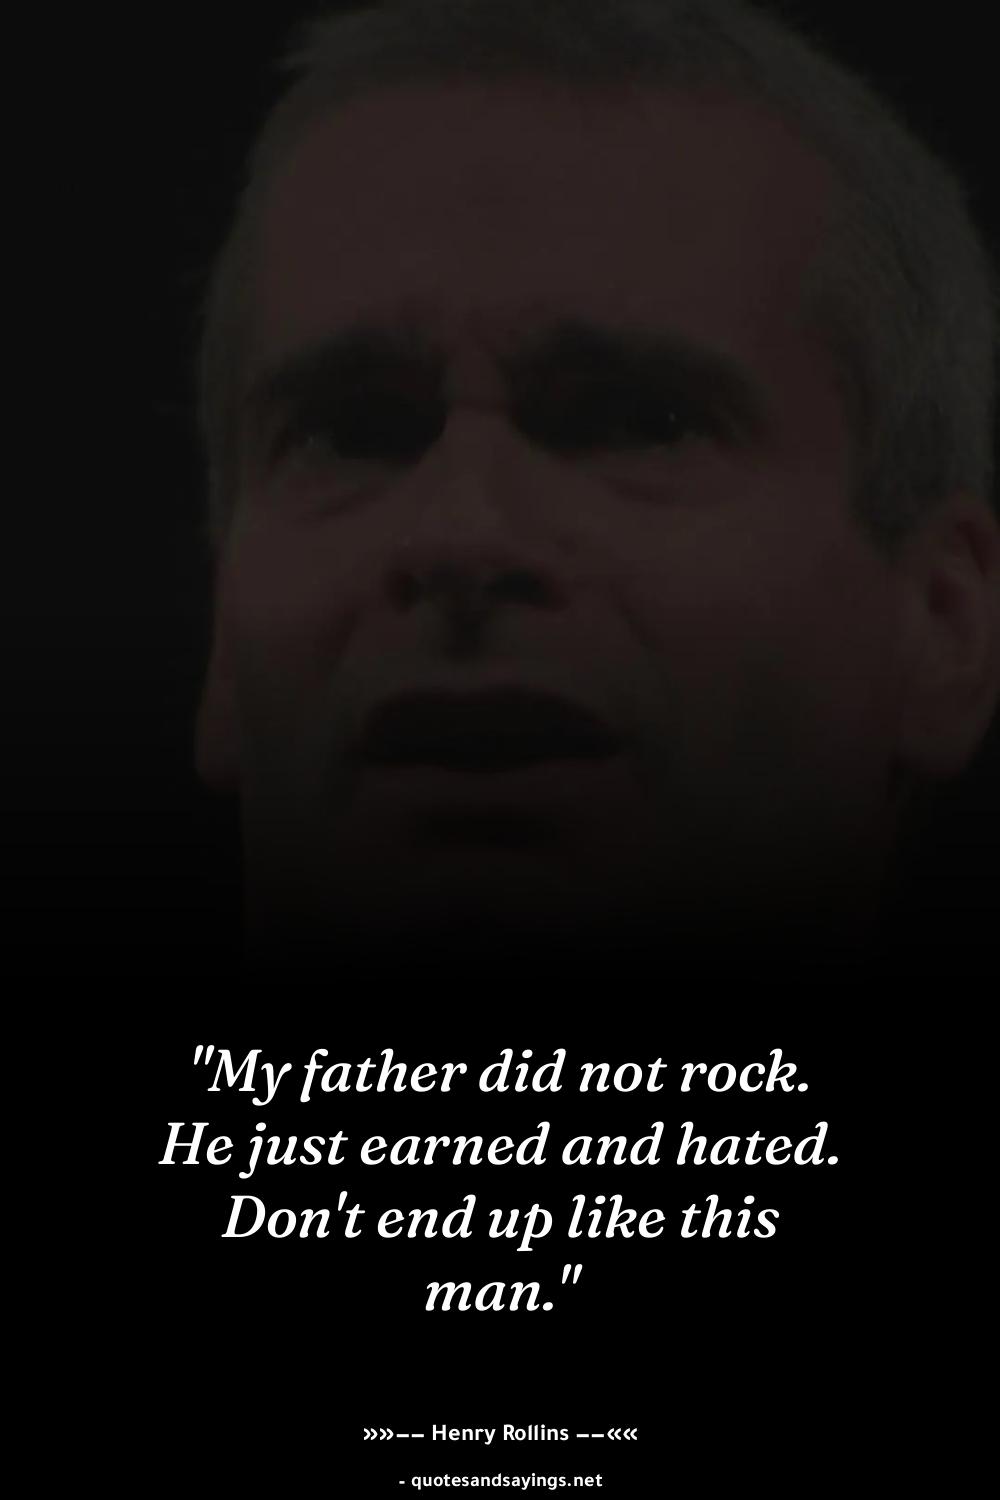 "My father did not rock.
He just earned and hated.
Don't end up like this
man."
»»−− Henry Rollins −−««
- quotesandsayings.net